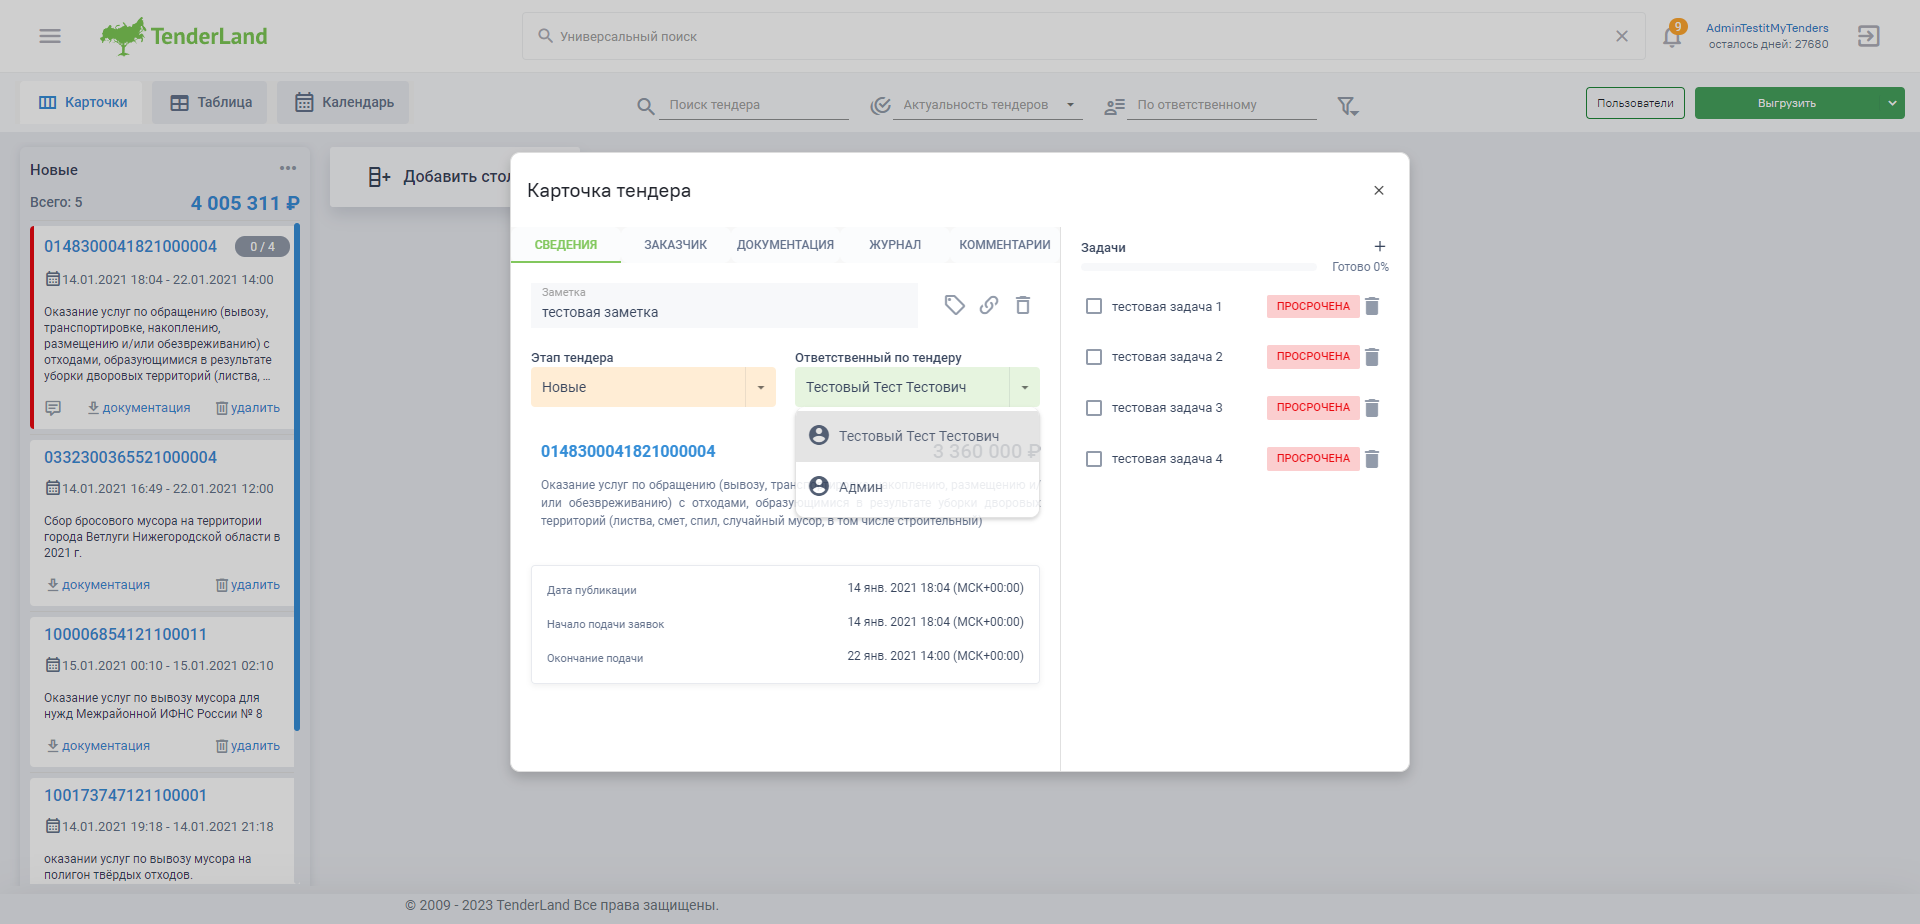 TenderLand
Универсальный поиск
9
AdminTestitMyTenders
осталось дней: 27680
Карточки
Таблица
Календарь
Поиск тендера
Актуальность тендеров
По ответственному
Пользователи
Выгрузить
Новые
Всего: 5
4 005 311 ₽
0148300041821000004
0 / 4
14.01.2021 18:04 - 22.01.2021 14:00
Оказание услуг по обращению (вывозу,
транспортировке, накоплению,
размещению и/или обезвреживанию) с
отходами, образующимися в результате
уборки дворовых территорий (листва, ...
документация
удалить
0332300365521000004
14.01.2021 16:49 - 22.01.2021 12:00
Сбор бросового мусора на территории
города Ветлуги Нижегородской области в
2021 г.
документация
удалить
100006854121100011
15.01.2021 00:10 - 15.01.2021 02:10
Оказание услуг по вывозу мусора для
нужд Межрайонной ИФНС России № 8
документация
удалить
100173747121100001
14.01.2021 19:18 - 14.01.2021 21:18
оказании услуг по вывозу мусора на
полигон твёрдых отходов.
Добавить стол
Карточка тендера
СВЕДЕНИЯ
ЗАКАЗЧИК
ДОКУМЕНТАЦИЯ
ЖУРНАЛ
КОММЕНТАРИИ
Заметка
тестовая заметка
Этап тендера
Новые
Ответственный по тендеру
Тестовый Тест Тестович
Тестовый Тест Тестович
Админ
0148300041821000004
3 360 000 ₽
Оказание услуг по обращению (вывозу, транспортировке, накоплению, размещению и/
или обезвреживанию) с отходами, образующимися в результате уборки дворовых
территорий (листва, смет, спил, случайный мусор, в том числе строительный)
Дата публикации
14 янв. 2021 18:04 (МСК+00:00)
Начало подачи заявок
14 янв. 2021 18:04 (МСК+00:00)
Окончание подачи
22 янв. 2021 14:00 (МСК+00:00)
Задачи
Готово 0%
тестовая задача 1
ПРОСРОЧЕНА
тестовая задача 2
ПРОСРОЧЕНА
тестовая задача 3
ПРОСРОЧЕНА
тестовая задача 4
ПРОСРОЧЕНА
© 2009 - 2023 TenderLand Все права защищены.